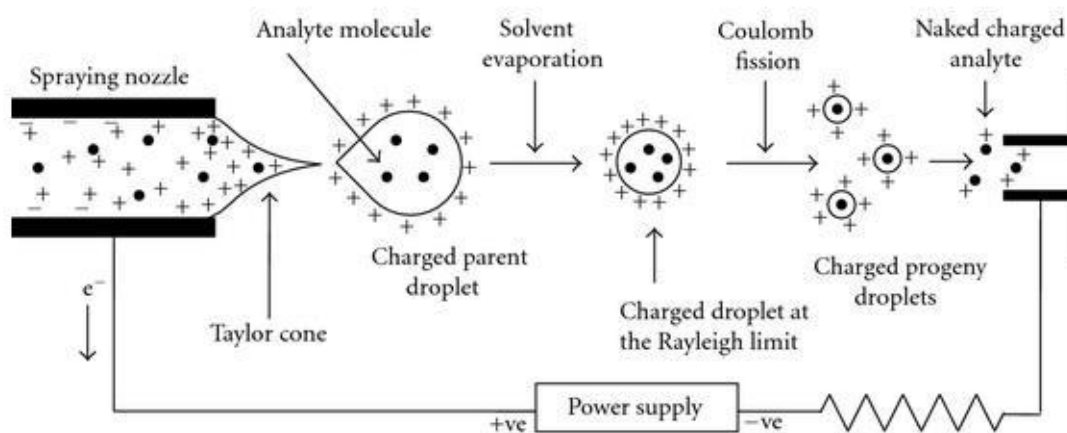 Analyte molecule
Solvent
evaporation
Coulomb
fission
Naked charged
analyte
Spraying nozzle
Charged parent
droplet
Charged progeny
droplets
e⁻
Taylor cone
Charged droplet at
the Rayleigh limit
+ve
Power supply
−ve